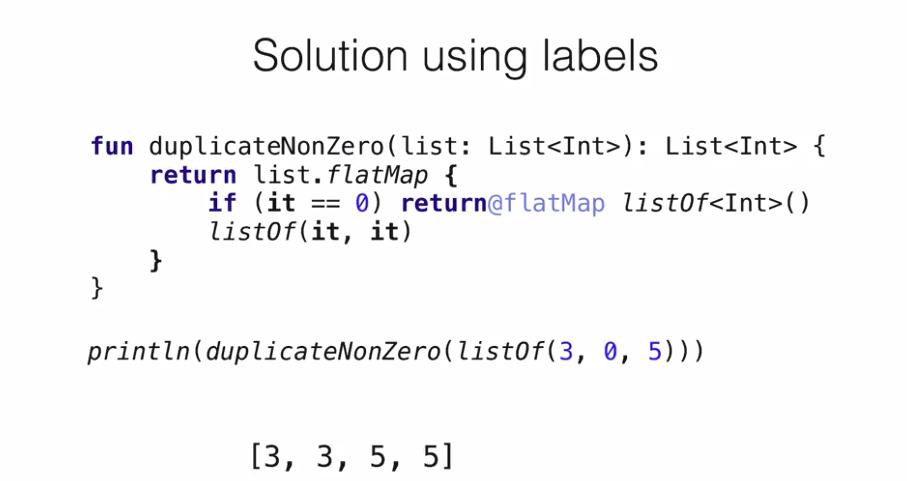 Solution using labels
fun duplicateNonZero(list: List<Int>): List<Int> {
    return list.flatMap {
        if (it == 0) return@flatMap listOf<Int>()
        listOf(it, it)
    }
}
println(duplicateNonZero(listOf(3, 0, 5)))
[3, 3, 5, 5]